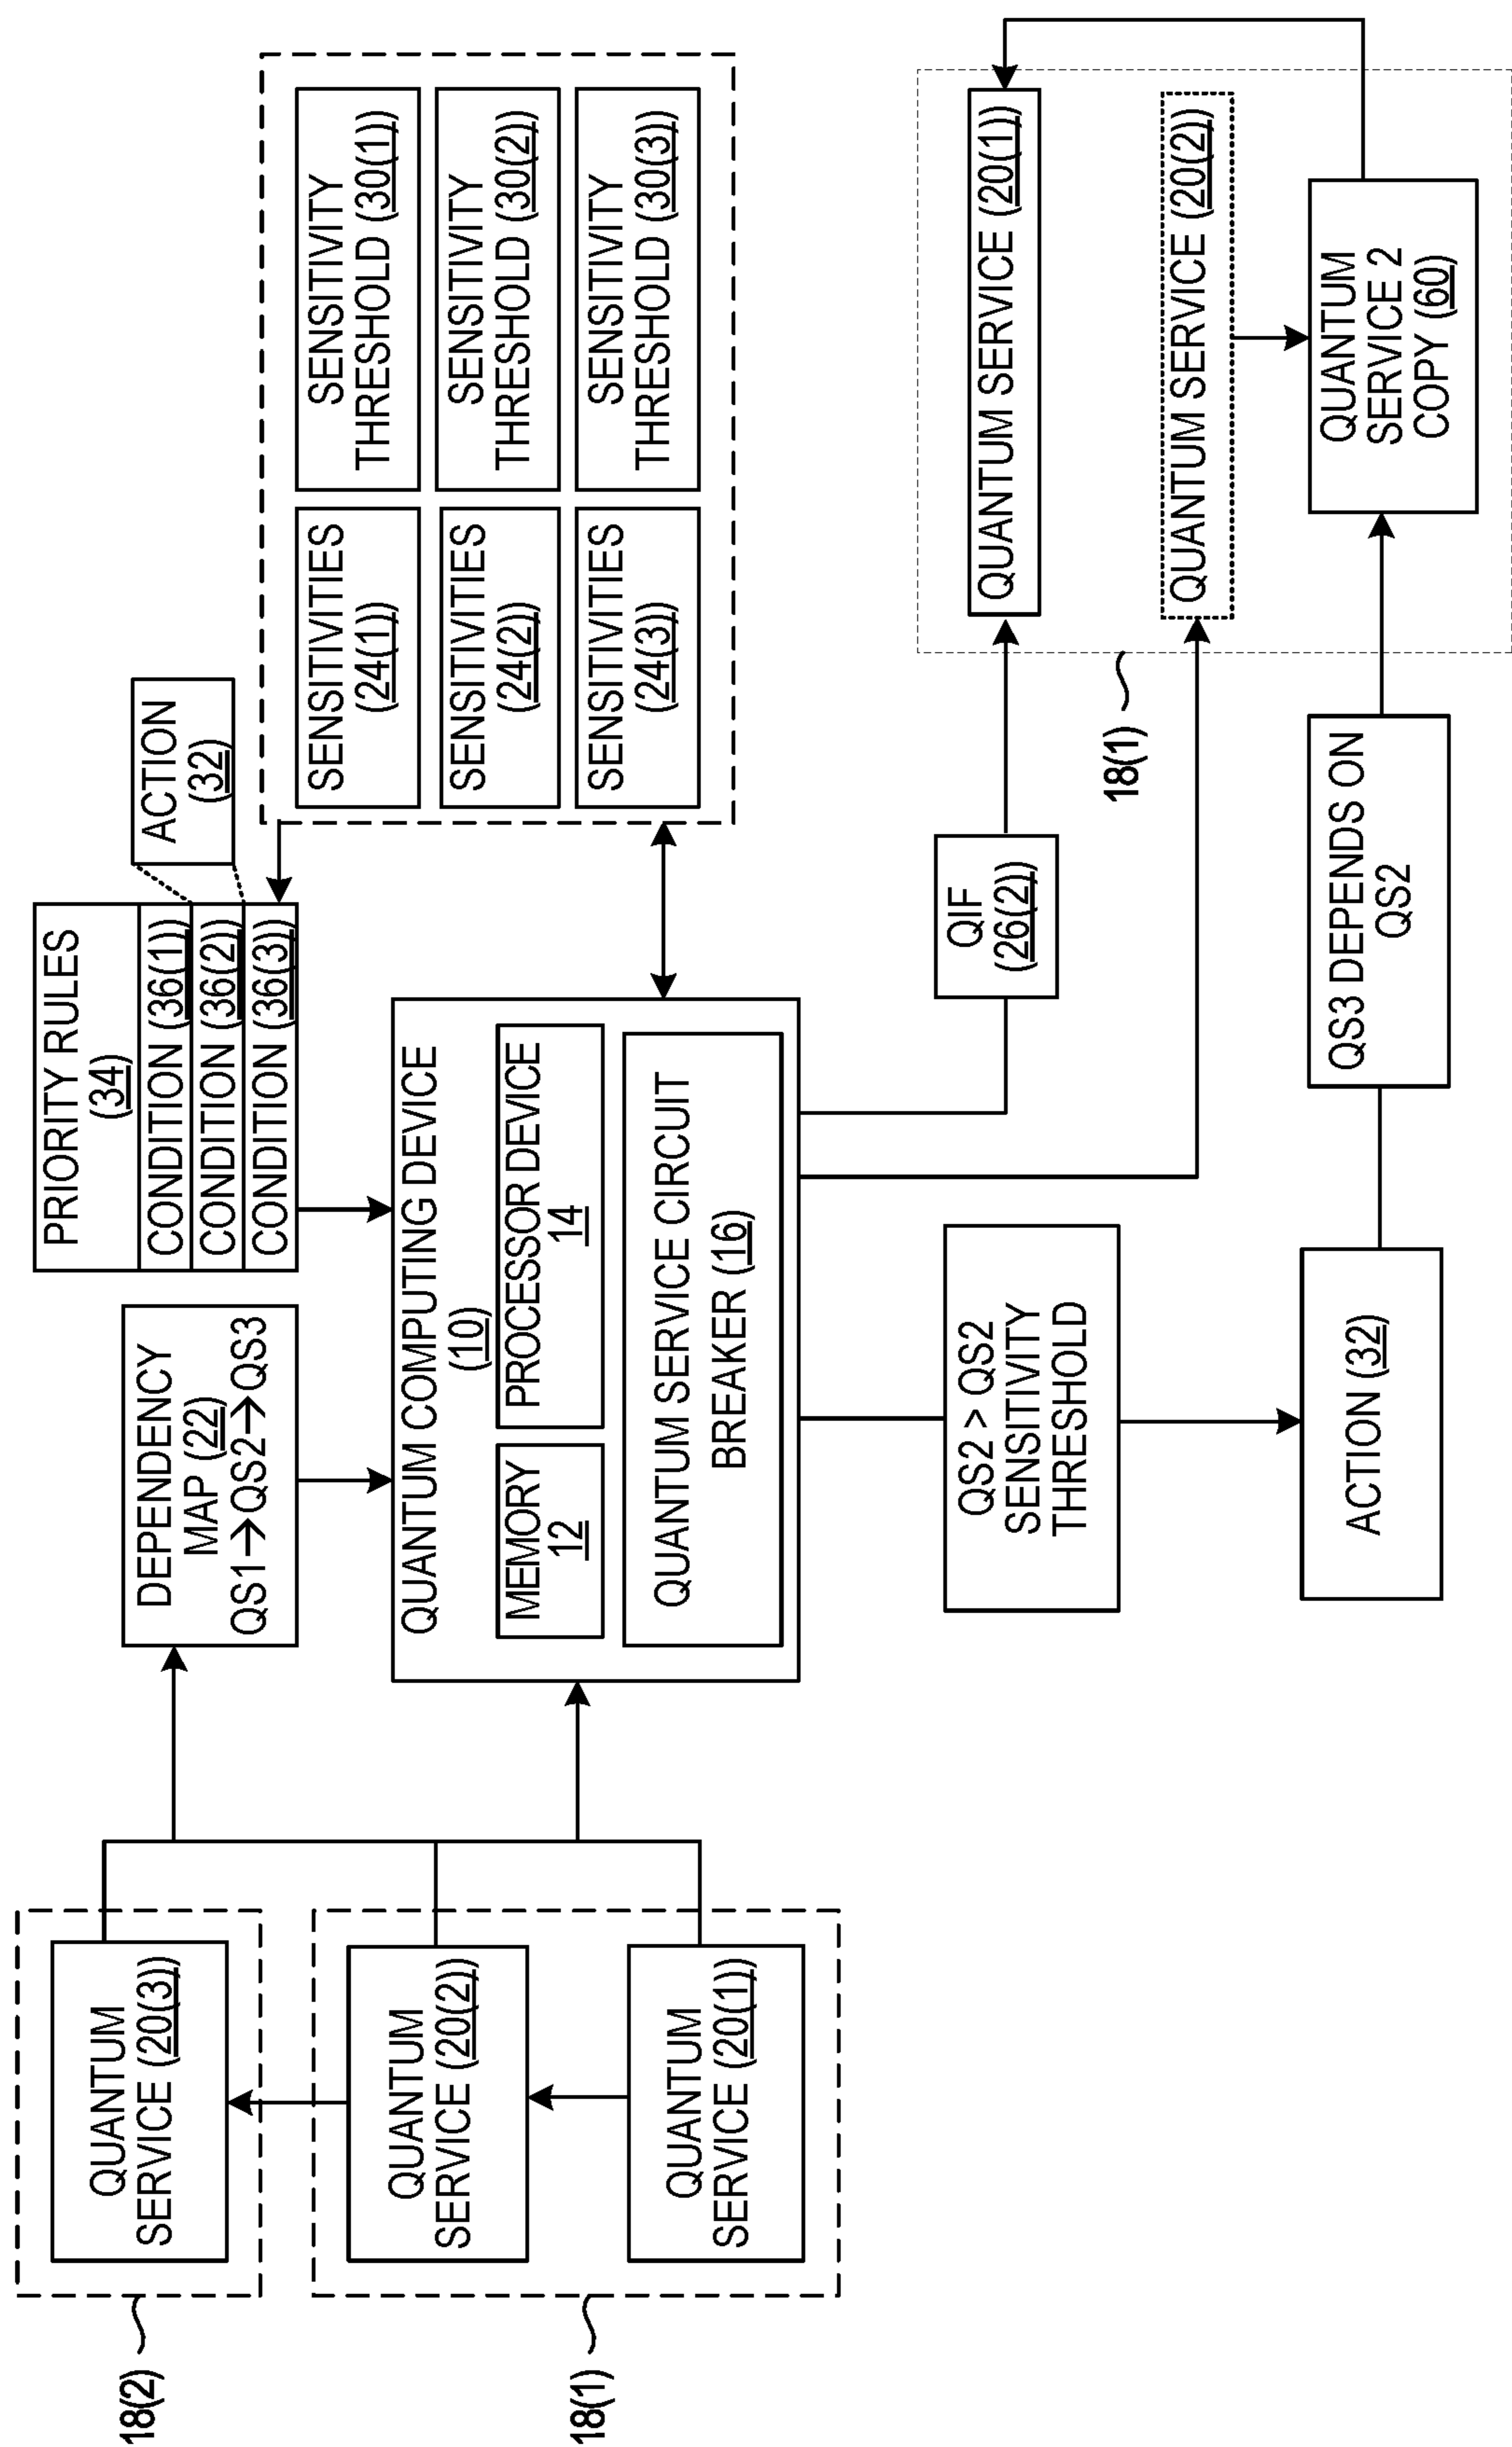 18(2)
QUANTUM
SERVICE (20(3))
18(1)
QUANTUM
SERVICE (20(2))
QUANTUM
SERVICE (20(1))
DEPENDENCY
MAP (22)
QS1→QS2→QS3
PRIORITY RULES
(34)
CONDITION (36(1))
CONDITION (36(2))
CONDITION (36(3))
ACTION
(32)
QUANTUM COMPUTING DEVICE
(10)
MEMORY
12
PROCESSOR DEVICE
14
QUANTUM SERVICE CIRCUIT
BREAKER (16)
SENSITIVITIES
(24(1))
SENSITIVITY
THRESHOLD (30(1))
SENSITIVITIES
(24(2))
SENSITIVITY
THRESHOLD (30(2))
SENSITIVITIES
(24(3))
SENSITIVITY
THRESHOLD (30(3))
QS2 > QS2
SENSITIVITY
THRESHOLD
QIF
(26(2))
QUANTUM SERVICE (20(1))
18(1)
QUANTUM SERVICE (20(2))
ACTION (32)
QS3 DEPENDS ON
QS2
QUANTUM
SERVICE 2
COPY (60)